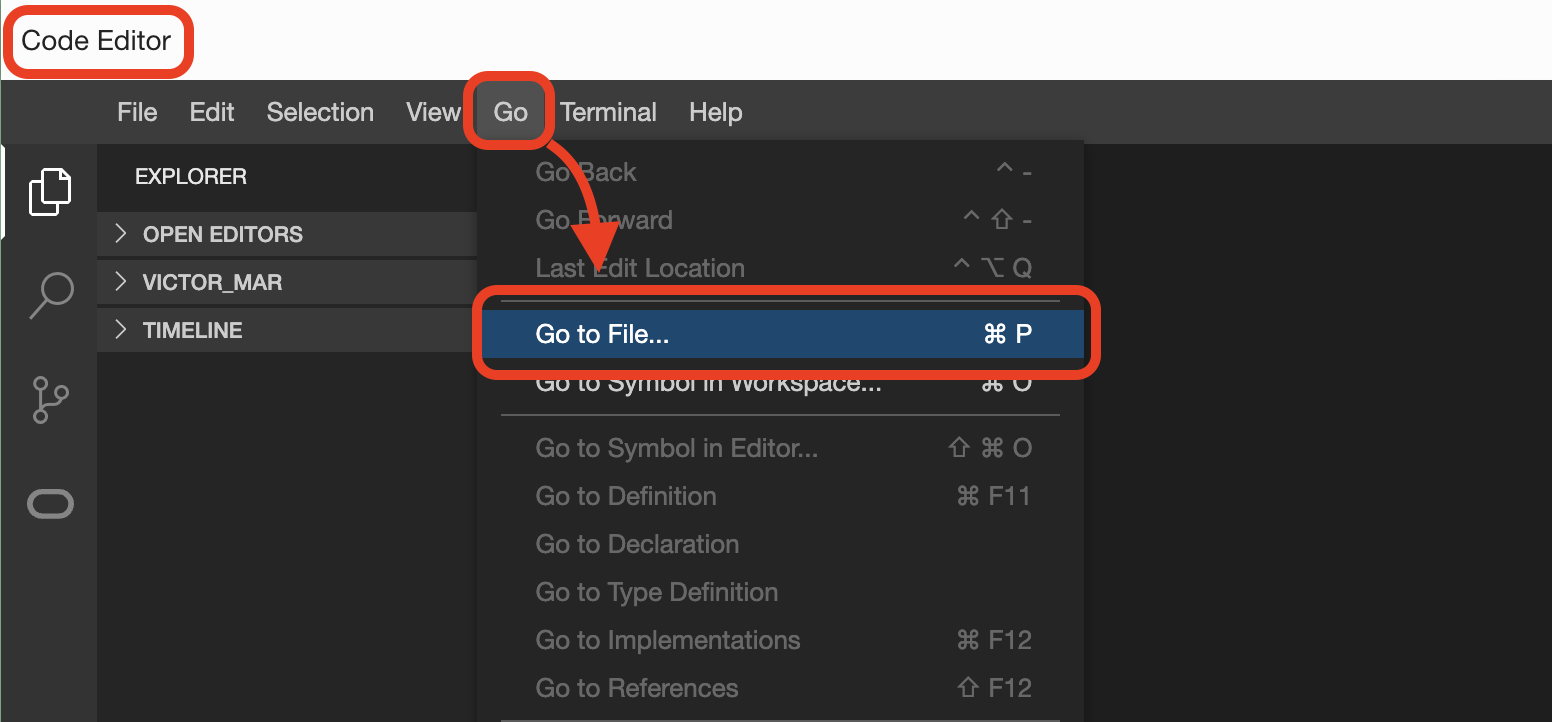 Code Editor
File Edit Selection View Go Terminal Help
EXPLORER
OPEN EDITORS
VICTOR_MAR
TIMELINE
Go Back ^ -
Go Forward ^ ⇧ -
Last Edit Location ^ ⌥ Q
Go to File... ⌘ P
Go to Symbol in Workspace... ⌘ O
Go to Symbol in Editor... ⇧ ⌘ O
Go to Definition ⌘ F11
Go to Declaration
Go to Type Definition
Go to Implementations ⌘ F12
Go to References ⇧ F12